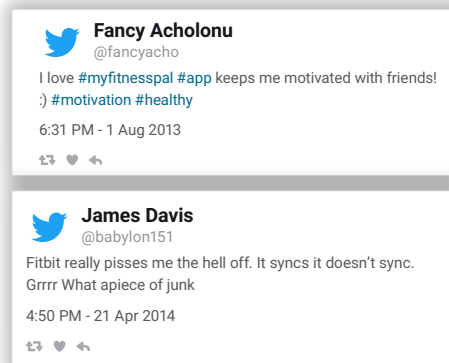 Fancy Acholonu
@fancyacho
I love #myfitnesspal #app keeps me motivated with friends!
:) #motivation #healthy
6:31 PM - 1 Aug 2013
James Davis
@babylon151
Fitbit really pisses me the hell off. It syncs it doesn’t sync.
Grrrr What apiece of junk
4:50 PM - 21 Apr 2014